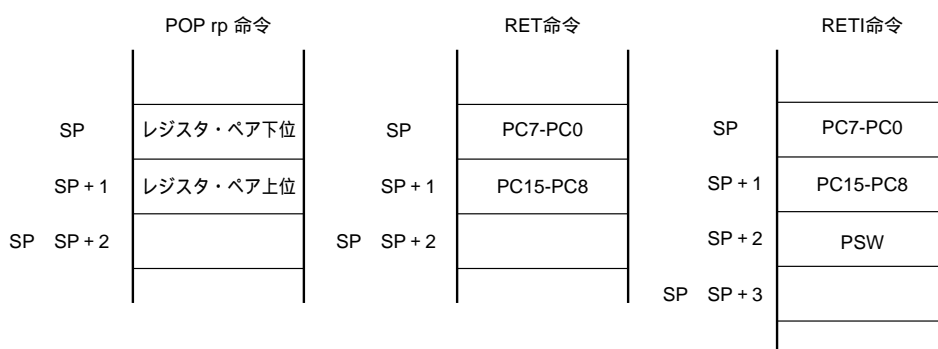 POP rp 命令
SP レジスタ・ペア下位
SP + 1 レジスタ・ペア上位
SP SP + 2
RET命令
SP PC7-PC0
SP + 1 PC15-PC8
SP SP + 2
RETI命令
SP PC7-PC0
SP + 1 PC15-PC8
SP + 2 PSW
SP SP + 3